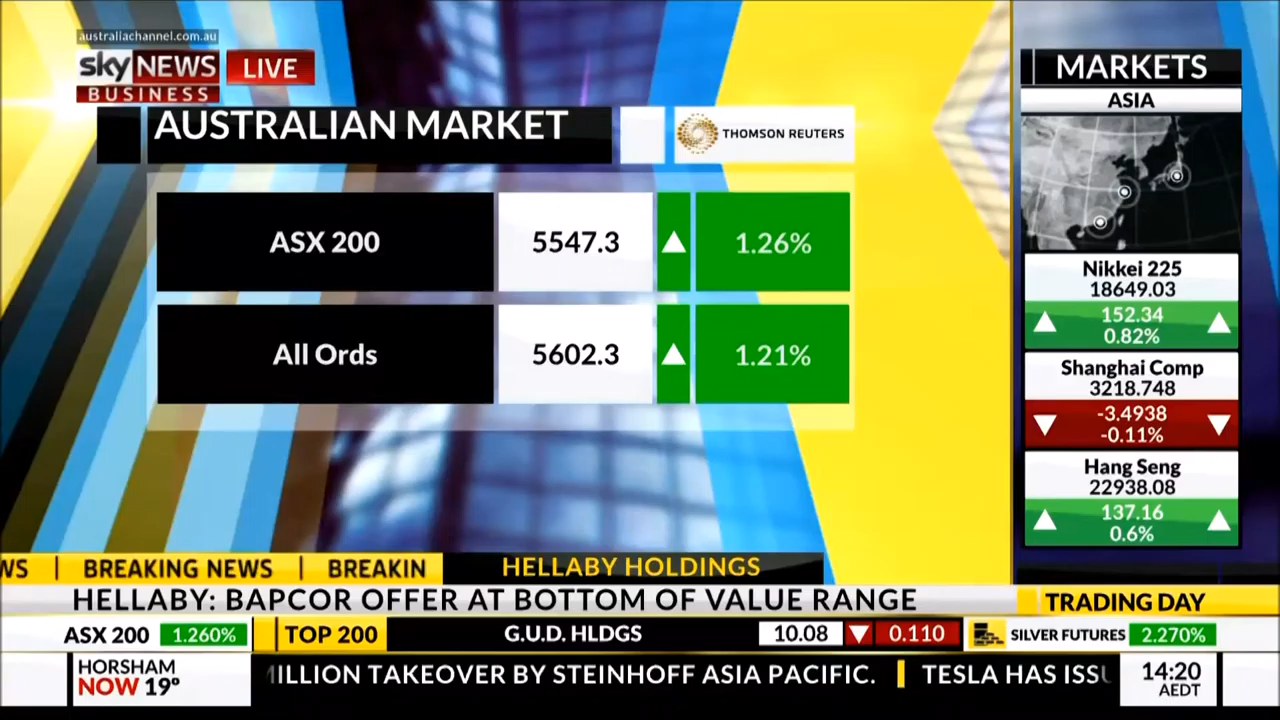 australiachannel.com.au
sky NEWS
LIVE
BUSINESS
AUSTRALIAN MARKET
THOMSON REUTERS
ASX 200 5547.3 1.26%
All Ords 5602.3 1.21%
MARKETS
ASIA
Nikkei 225
18649.03
152.34
0.82%
Shanghai Comp
3218.748
-3.4938
-0.11%
Hang Seng
22938.08
137.16
0.6%
WS | BREAKING NEWS | BREAKIN
HELLABY HOLDINGS
HELLABY: BAPCOR OFFER AT BOTTOM OF VALUE RANGE
TRADING DAY
ASX 200 1.260% TOP 200 G.U.D. HLDGS 10.08 0.110 SILVER FUTURES 2.270%
HORSHAM
NOW 19º
MILLION TAKEOVER BY STEINHOFF ASIA PACIFIC. | TESLA HAS ISSU
14:20
AEDT